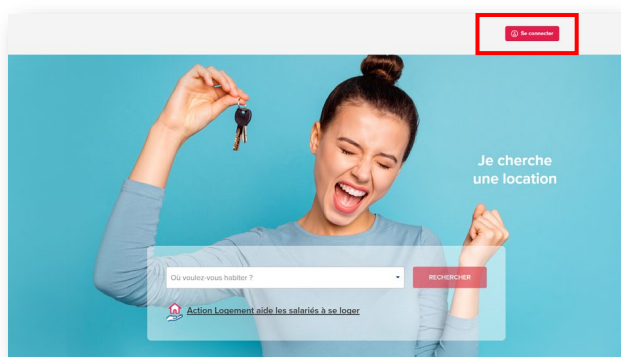 Se connecter
Je cherche
une location
Où voulez-vous habiter ?
RECHERCHER
Action Logement aide les salariés à se loger